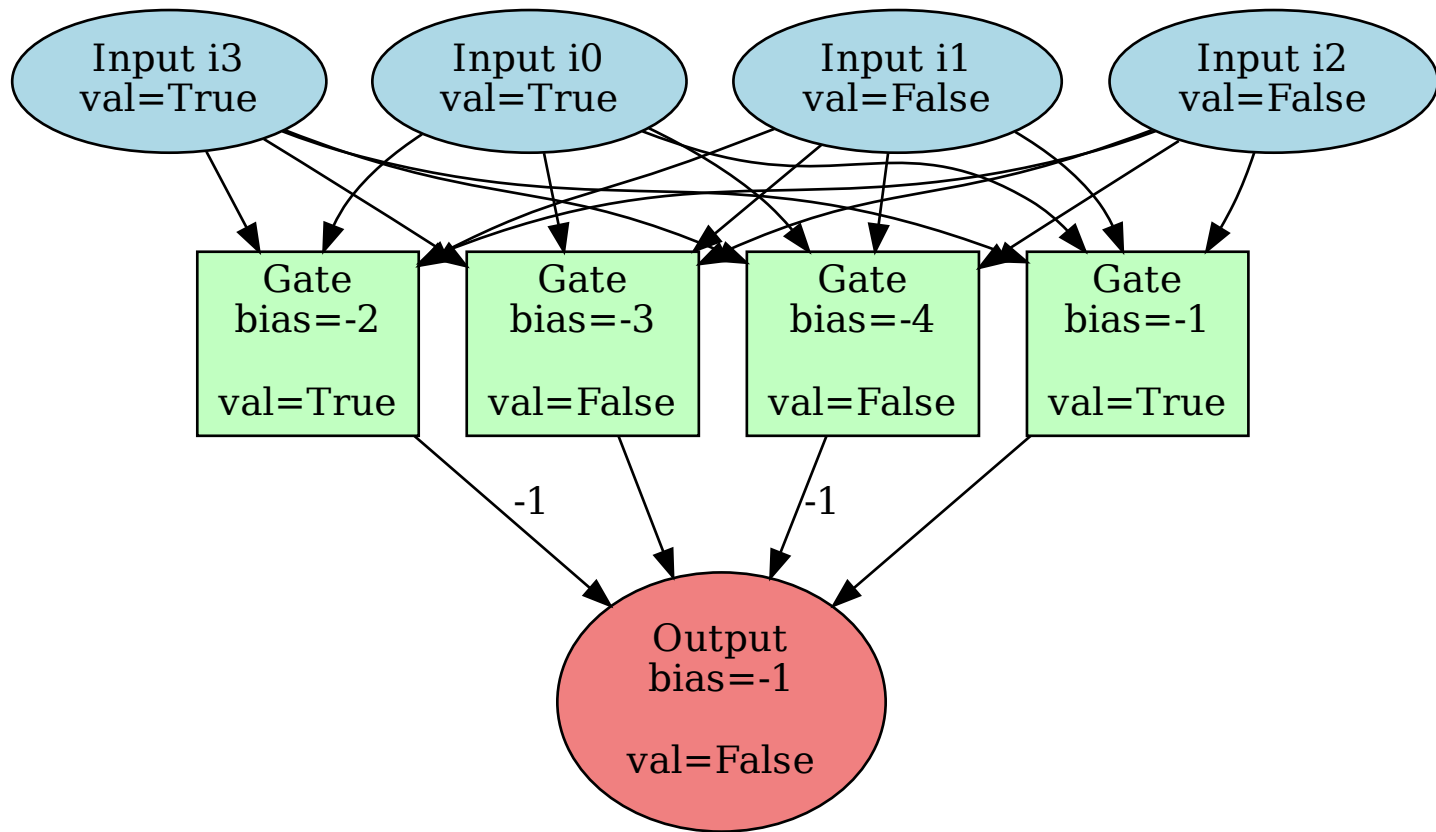 Input i3
val=True
Input i0
val=True
Input i1
val=False
Input i2
val=False
Gate
bias=-2
val=True
Gate
bias=-3
val=False
Gate
bias=-4
val=False
Gate
bias=-1
val=True
-1
-1
Output
bias=-1
val=False